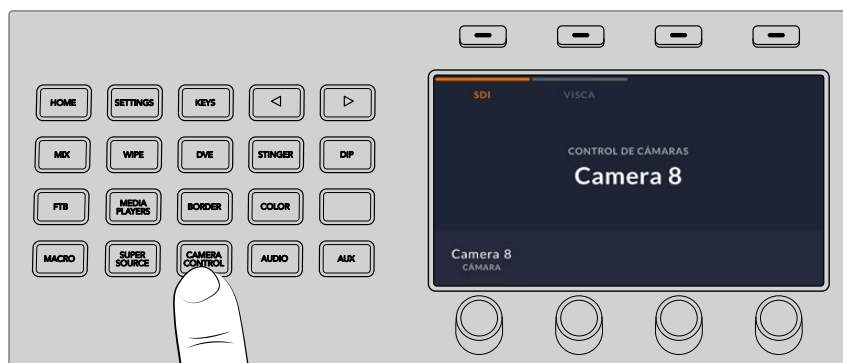 HOME SETTINGS KEYS
MIX WIPE DVE STINGER DIP
FTB MEDIA PLAYERS BORDER COLOR
MACRO SUPER SOURCE CAMERA CONTROL AUDIO AUX
SDI VISCA
CONTROL DE CÁMARAS
Camera 8
Camera 8
CÁMARA